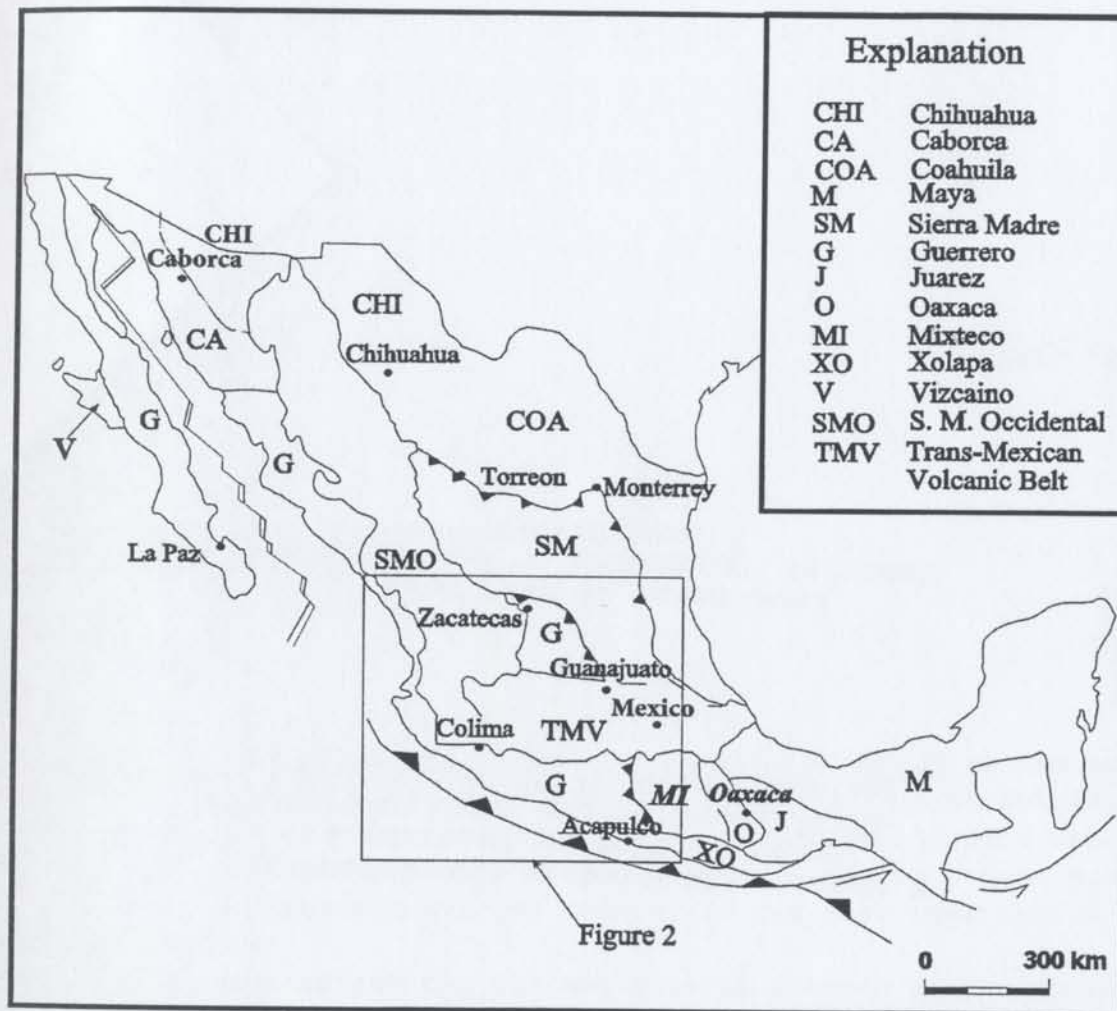 Explanation
CHI Chihuahua
CA Caborca
COA Coahuila
M Maya
SM Sierra Madre
G Guerrero
J Juarez
O Oaxaca
MI Mixteco
XO Xolapa
V Vizcaino
SMO S. M. Occidental
TMV Trans-Mexican
Volcanic Belt
CHI
Caborca
CHI
CA
Chihuahua
COA
G
V
G
Torreon
Monterrey
La Paz
SM
SMO
Zacatecas
G
Guanajuato
Mexico
Colima
TMV
M
G
MI
Oaxaca
J
Acapulco
O
XO
Figure 2
0 300 km